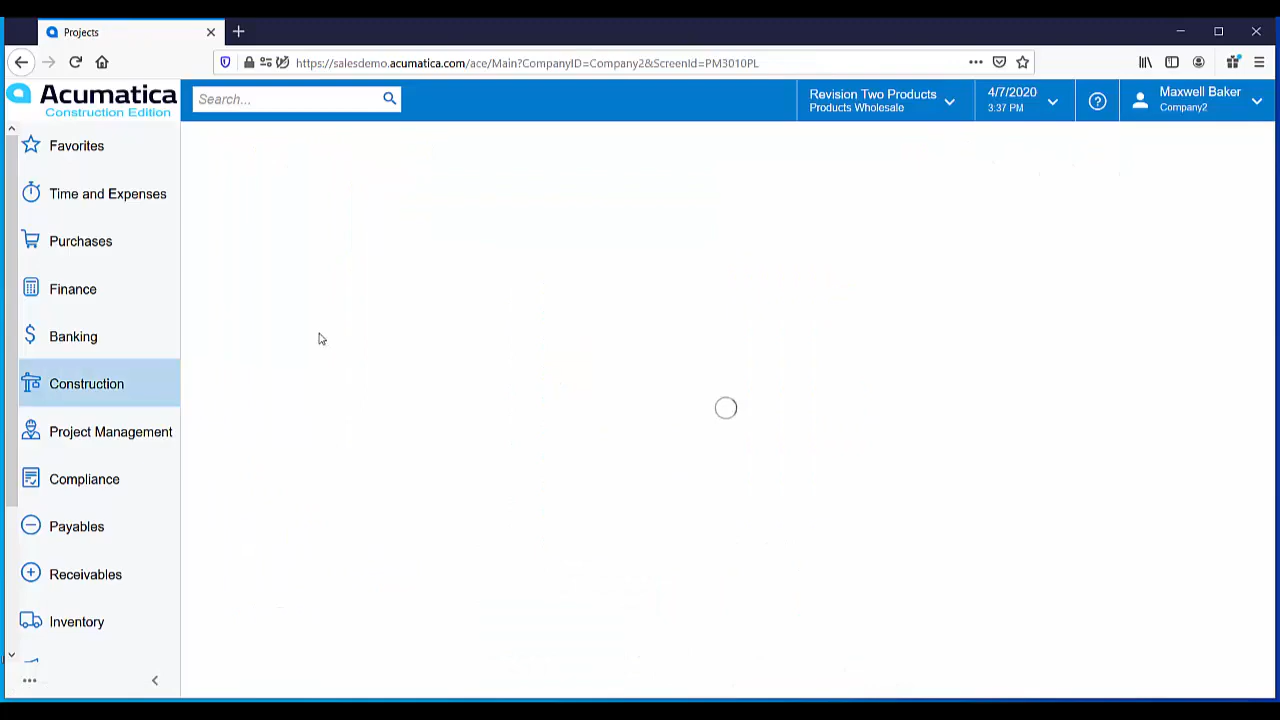 Projects
https://salesdemo.acumatica.com/ace/Main?CompanyID=Company2&ScreenId=PM3010PL
Acumatica
Construction Edition
Search...
Revision Two Products
Products Wholesale
4/7/2020
3:37 PM
Maxwell Baker
Company2
Favorites
Time and Expenses
Purchases
Finance
Banking
Construction
Project Management
Compliance
Payables
Receivables
Inventory